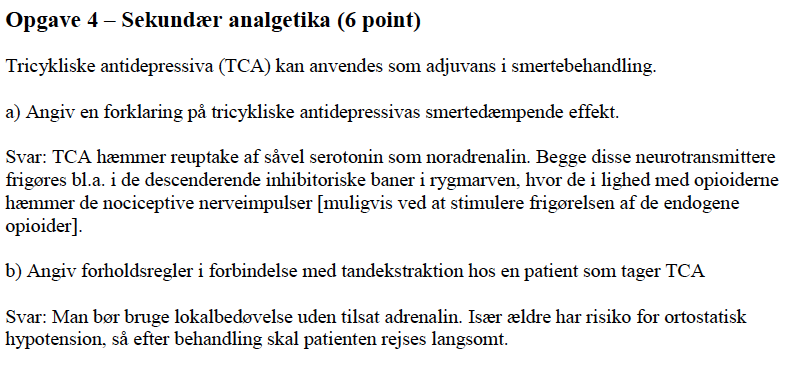 Opgave 4 – Sekundær analgetika (6 point)
Tricykliske antidepressiva (TCA) kan anvendes som adjuvans i smertebehandling.
a) Angiv en forklaring på tricykliske antidepressivas smertedæmpende effekt.
Svar: TCA hæmmer reuptake af såvel serotonin som noradrenalin. Begge disse neurotransmittere
frigøres bl.a. i de descenderende inhibitoriske baner i rygmarven, hvor de i lighed med opioiderne
hæmmer de nociceptive nerveimpulser [muligvis ved at stimulere frigørelsen af de endogene
opioider].
b) Angiv forholdsregler i forbindelse med tandekstraktion hos en patient som tager TCA
Svar: Man bør bruge lokalbedøvelse uden tilsat adrenalin. Især ældre har risiko for ortostatisk
hypotension, så efter behandling skal patienten rejses langsomt.